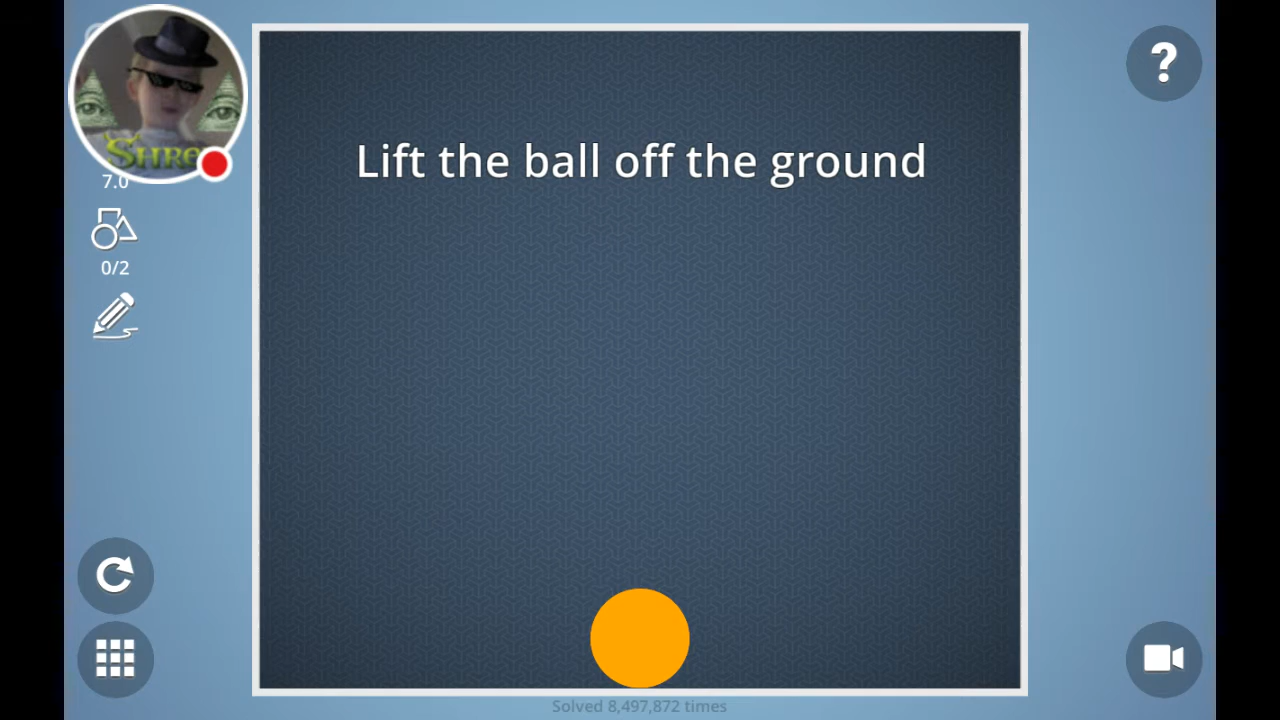 Lift the ball off the ground
7.0
0/2
?
Solved 8,497,872 times